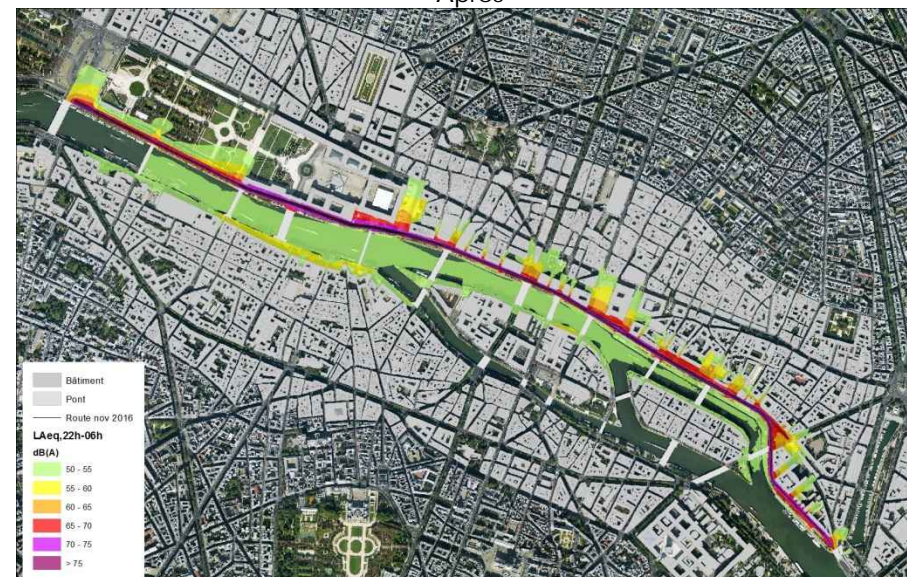 Après
Bâtiment
Pont
Route nov 2016
LAeq,22h-06h
dB(A)
50 - 55
55 - 60
60 - 65
65 - 70
70 - 75
> 75